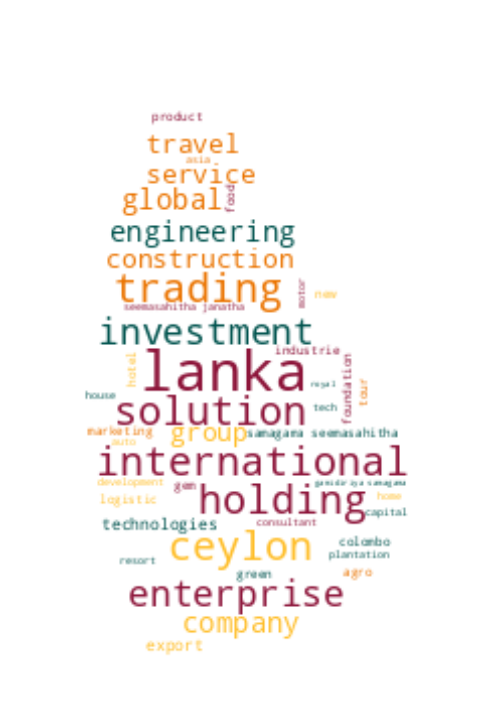 product
travel
asia
service
global
food
engineering
construction
trading
motor
new
seemasahitha janatha
investment
industrie
lanka
hotel
royal
foundation
tour
house
solution
tech
marketing
group
samagama seemasahitha
auto
international
development
gem
gamidiriya samagama
logistic
holding
home
capital
technologies
consultant
ceylon
colombo
plantation
resort
green
agro
enterprise
company
export